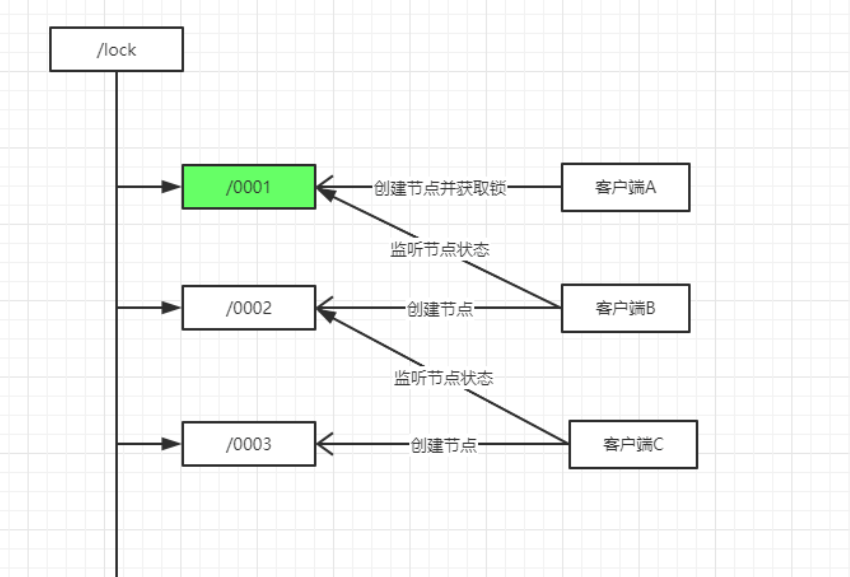 /lock
/0001
创建节点并获取锁
客户端A
监听节点状态
/0002
创建节点
客户端B
监听节点状态
/0003
创建节点
客户端C